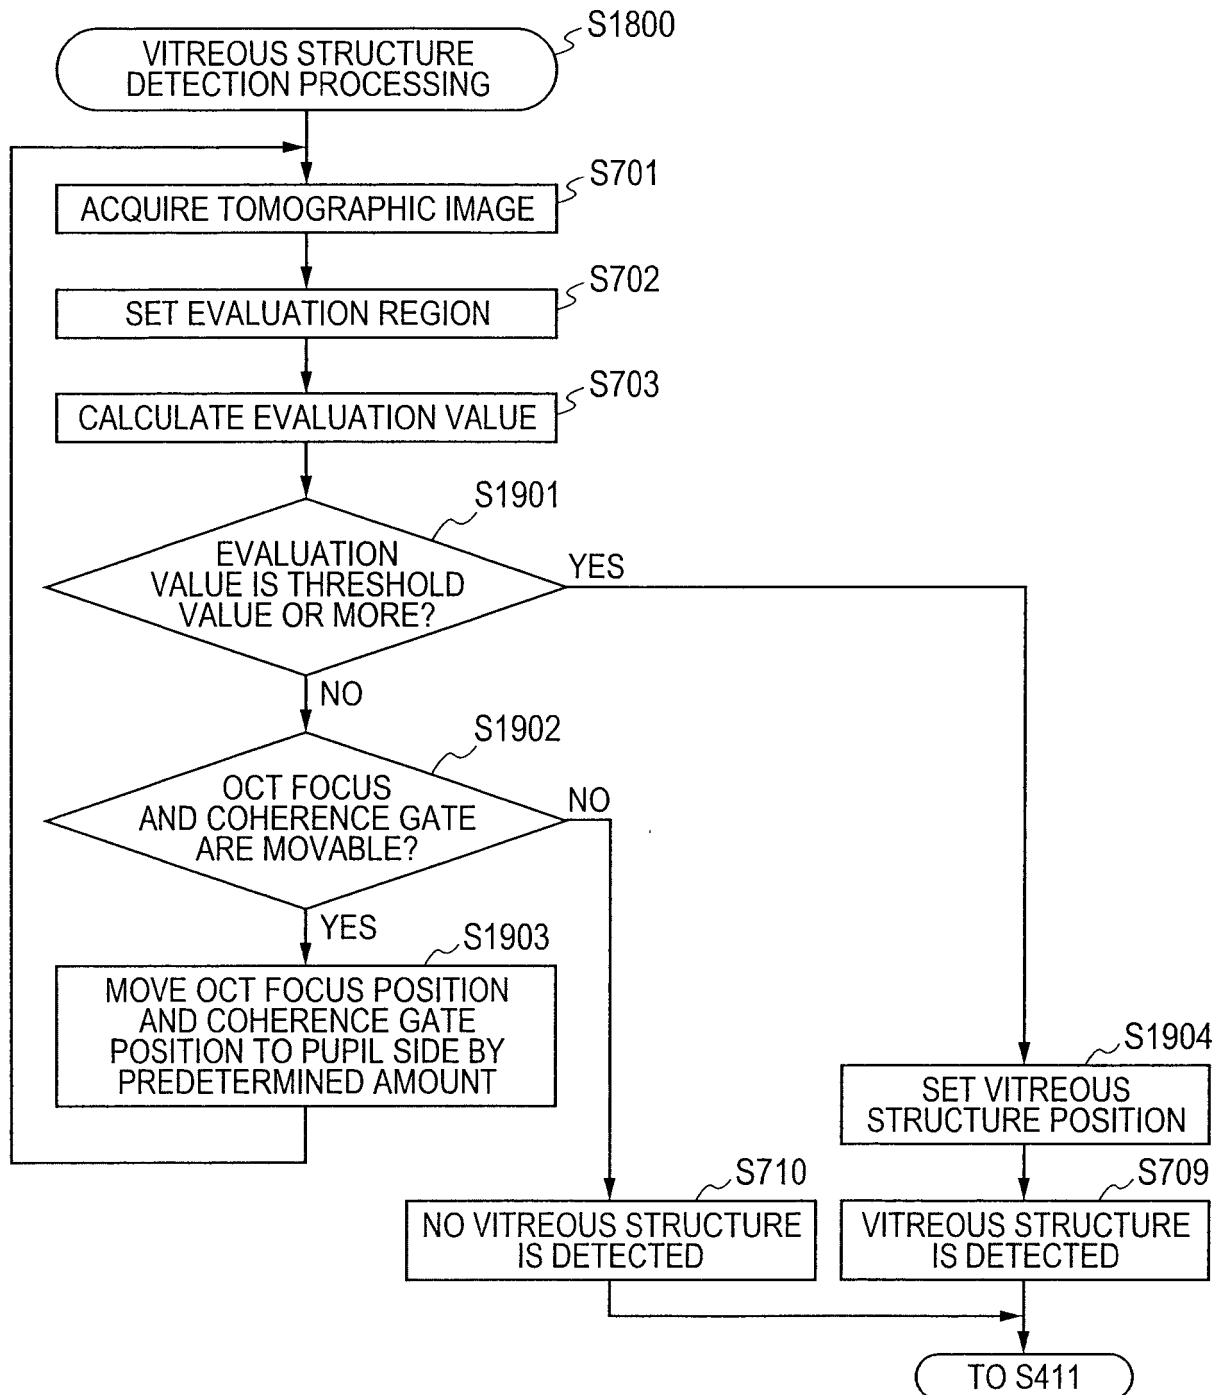 S1800
VITREOUS STRUCTURE
DETECTION PROCESSING
S701
ACQUIRE TOMOGRAPHIC IMAGE
S702
SET EVALUATION REGION
S703
CALCULATE EVALUATION VALUE
S1901
EVALUATION
VALUE IS THRESHOLD
VALUE OR MORE?
YES
NO
S1902
OCT FOCUS
AND COHERENCE GATE
ARE MOVABLE?
NO
YES
S1903
MOVE OCT FOCUS POSITION
AND COHERENCE GATE
POSITION TO PUPIL SIDE BY
PREDETERMINED AMOUNT
S1904
SET VITREOUS
STRUCTURE POSITION
S710
NO VITREOUS STRUCTURE
IS DETECTED
S709
VITREOUS STRUCTURE
IS DETECTED
TO S411